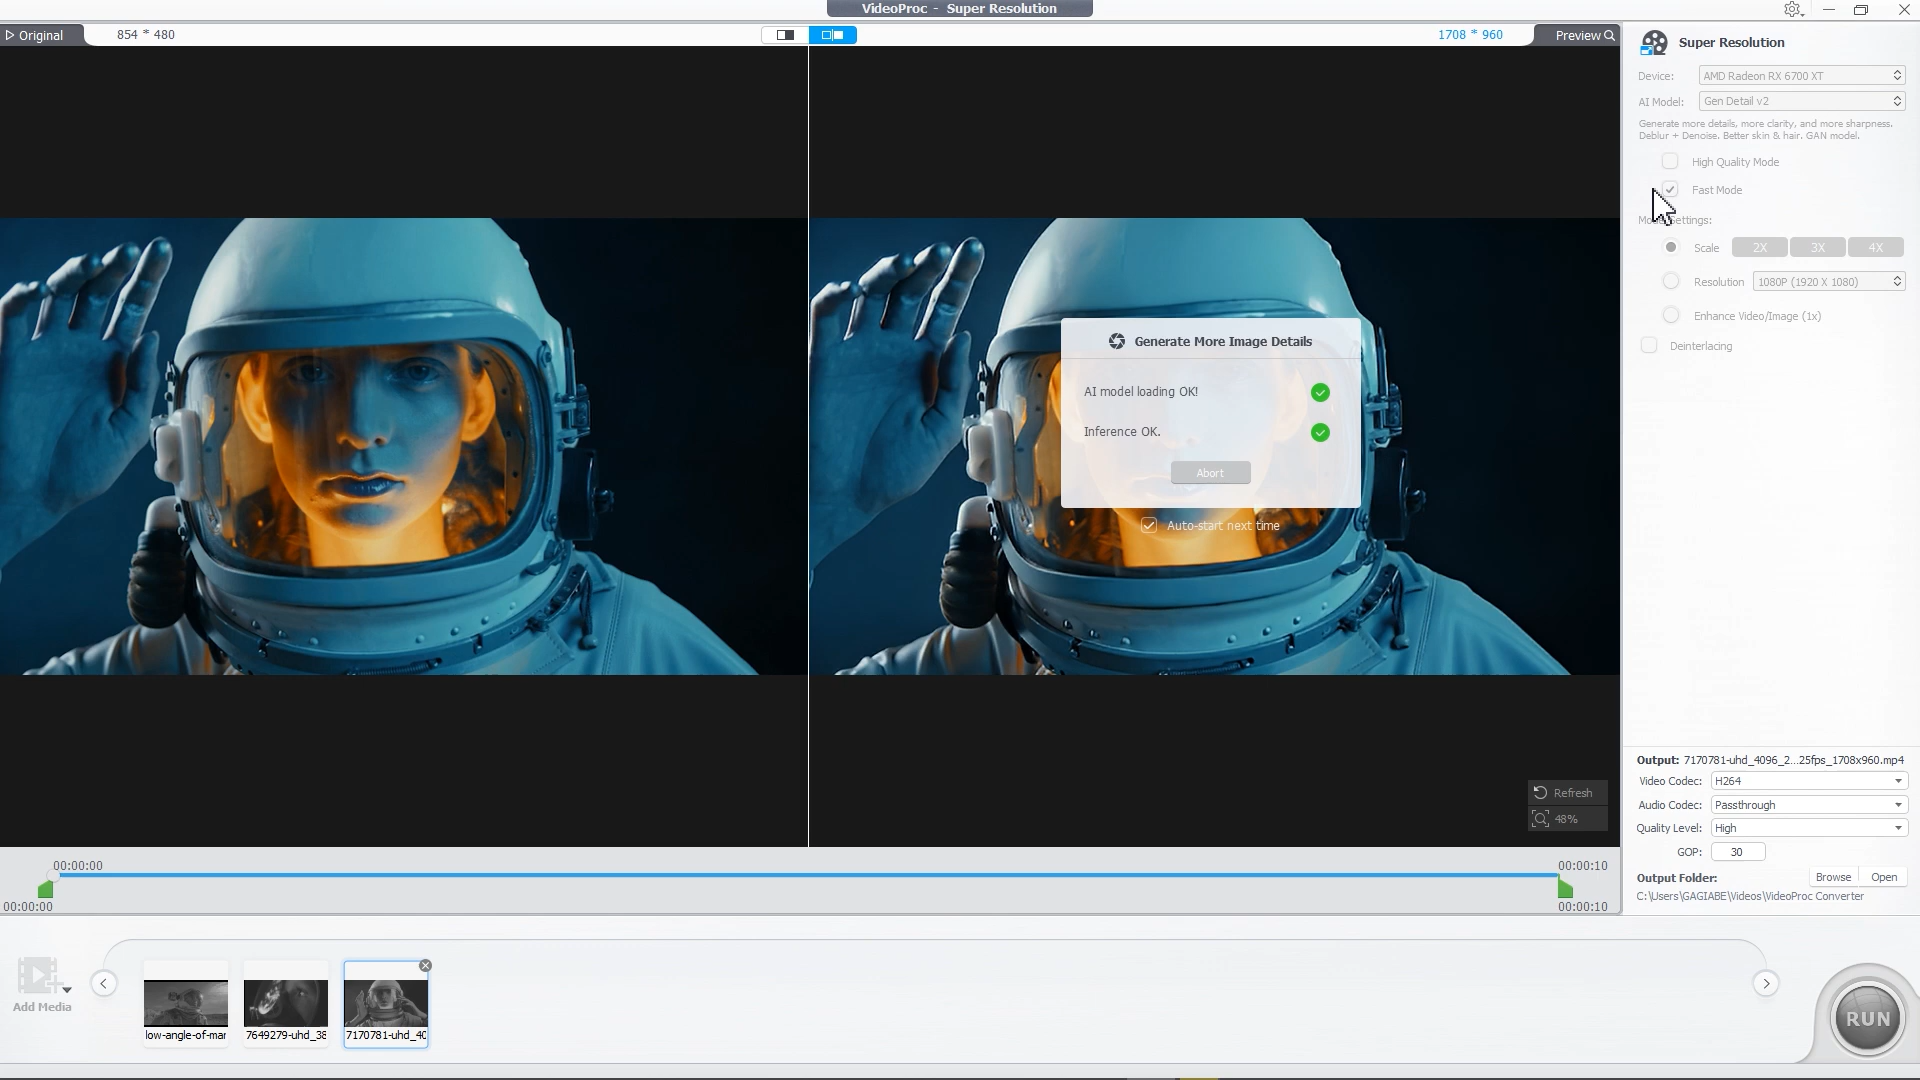 VideoProc - Super Resolution
Original
854 * 480
1708 * 960
Preview
Super Resolution
Device:
AMD Radeon RX 6700 XT
AI Model:
Gen Detail v2
Generate more details, more clarity, and more sharpness.
Deblur + Denoise. Better skin & hair. GAN model.
High Quality Mode
Fast Mode
Settings:
Scale
2X
3X
4X
Resolution
1080P (1920 X 1080)
Enhance Video/Image (1x)
Deinterlacing
Generate More Image Details
AI model loading OK!
Inference OK.
Abort
Auto-start next time
Refresh
48%
Output: 7170781-uhd_4096_2...25fps_1708x960.mp4
Video Codec:
H264
Audio Codec:
Passthrough
Quality Level:
High
GOP:
30
Output Folder:
Browse
Open
C:\Users\GAGIABE\Videos\VideoProc Converter
00:00:00
00:00:10
00:00:00
00:00:10
Add Media
low-angle-of-mar
7649279-uhd_38
7170781-uhd_40
RUN